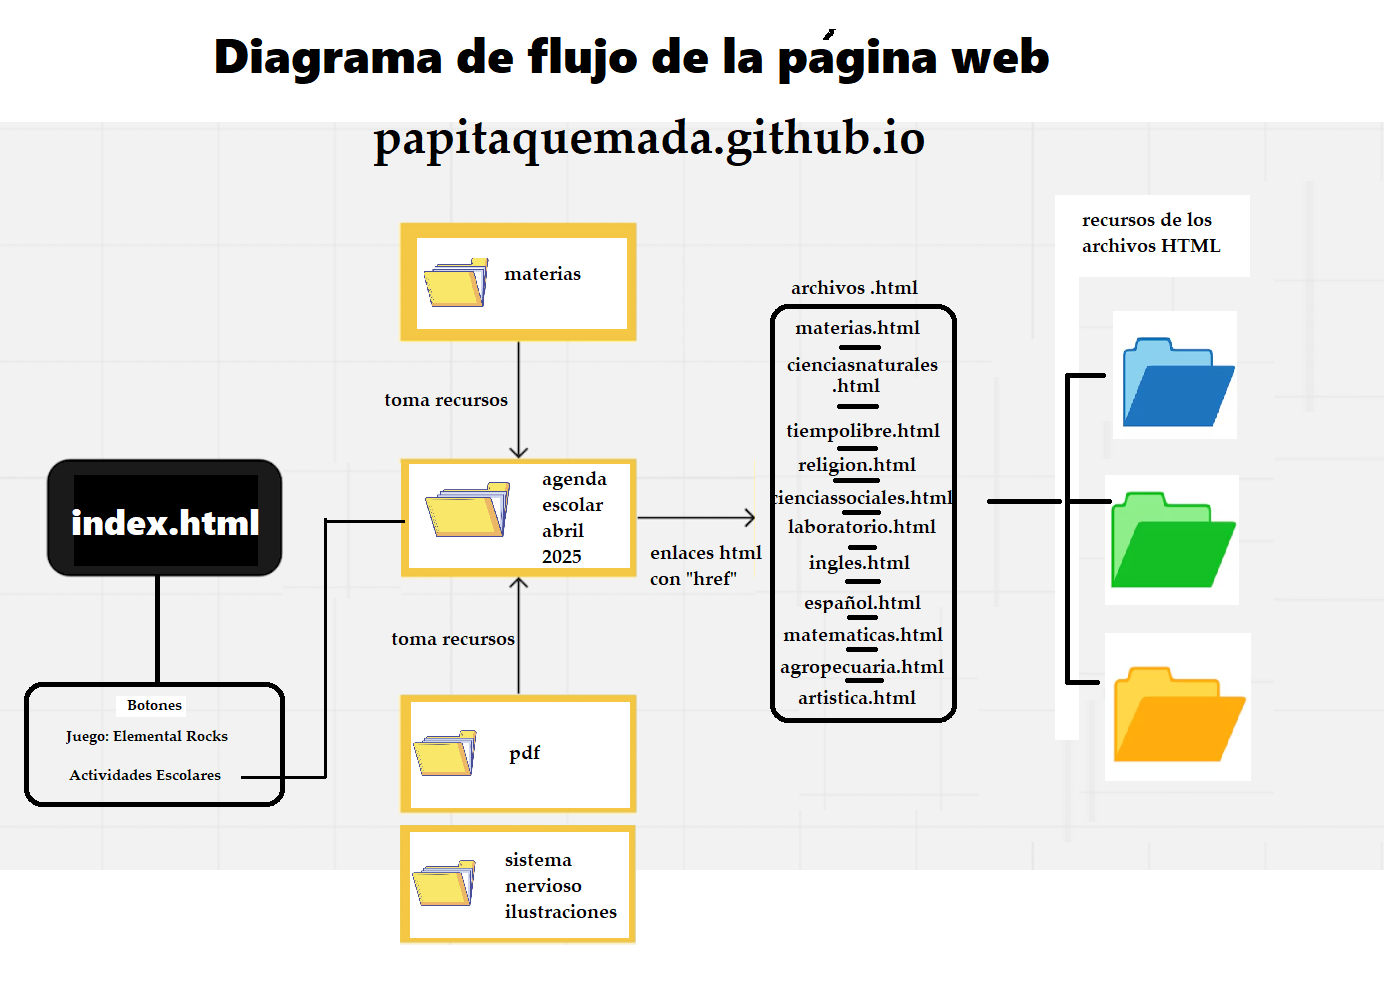 Diagrama de flujo de la página web
papitaquemada.github.io
recursos de los
archivos HTML
materias
archivos .html
materias.html
cienciasnaturales
.html
tiempolibre.html
religion.html
cienciassociales.html
laboratorio.html
ingles.html
español.html
matematicas.html
agropecuaria.html
artistica.html
toma recursos
agenda
escolar
abril
2025
index.html
enlaces html
con "href"
toma recursos
Botones
Juego: Elemental Rocks
Actividades Escolares
pdf
sistema
nervioso
ilustraciones